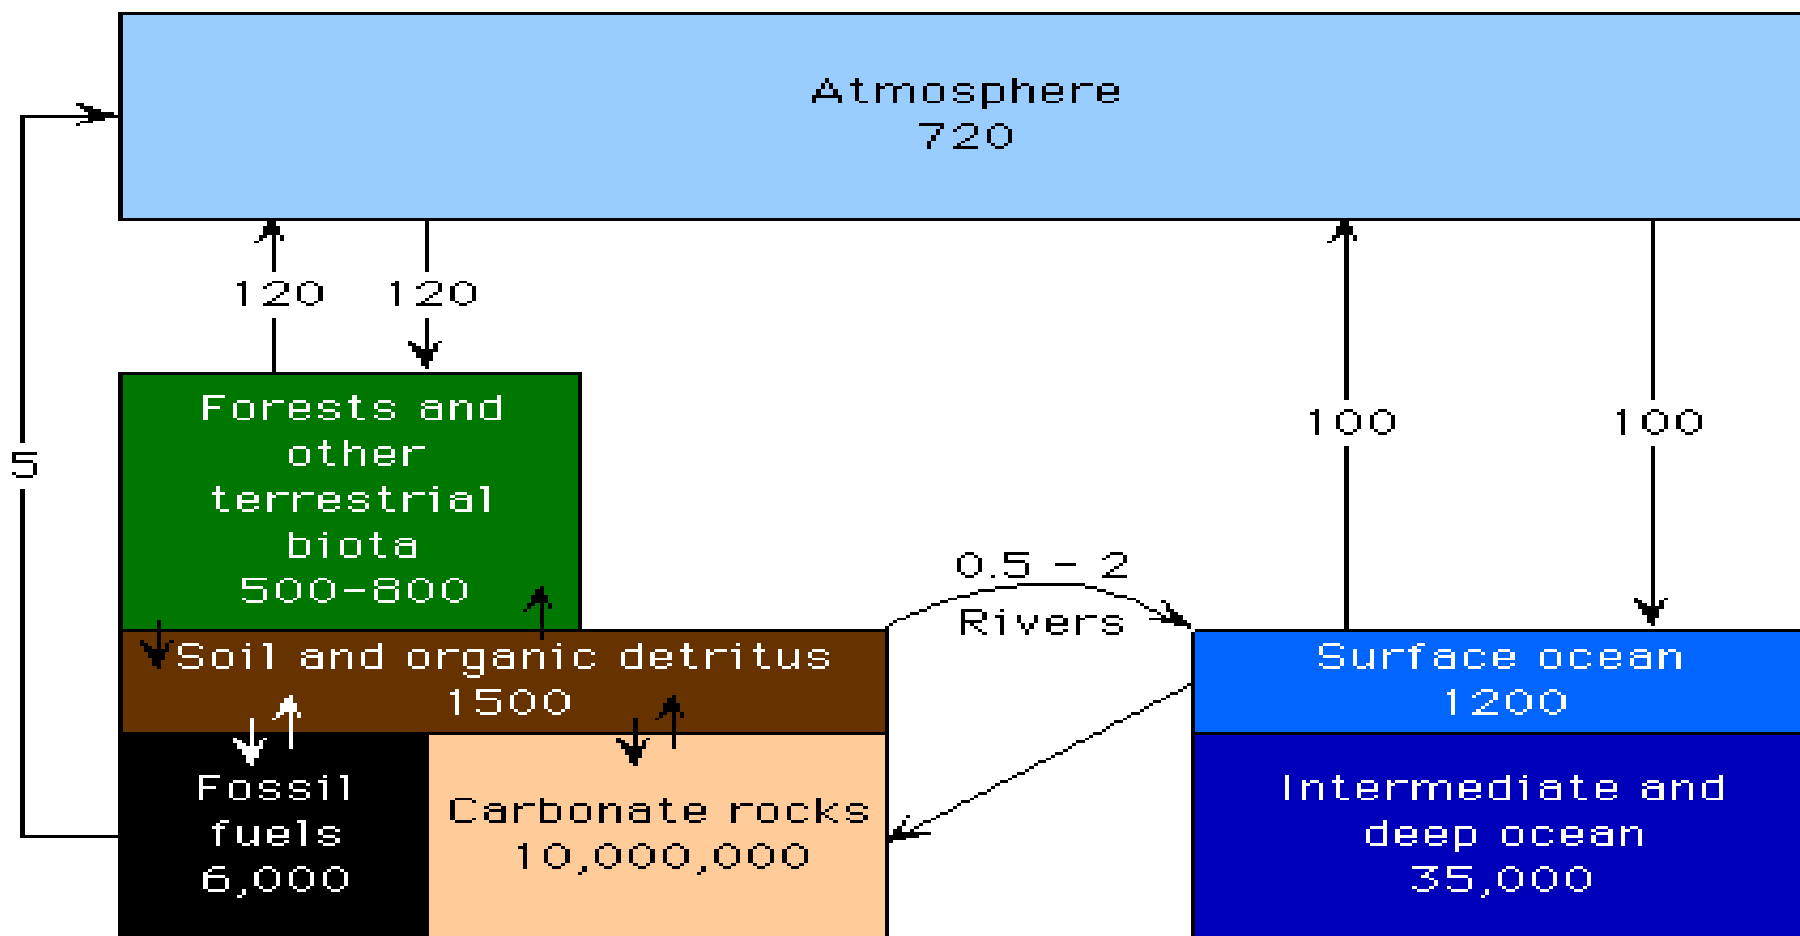 Atmosphere
720
120
120
Forests and
other
terrestrial
biota
500-800
100
100
5
0.5 - 2
Rivers
Soil and organic detritus
1500
Surface ocean
1200
Fossil
fuels
6,000
Carbonate rocks
10,000,000
Intermediate and
deep ocean
35,000